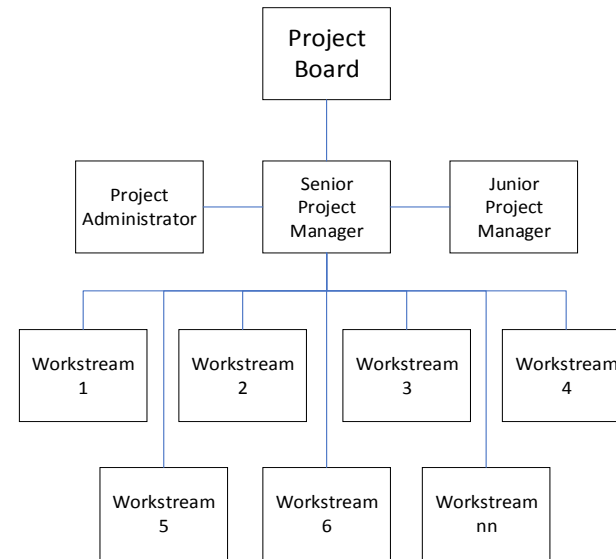 Project
Board
Project
Administrator
Senior
Project
Manager
Junior
Project
Manager
Workstream
1
Workstream
2
Workstream
3
Workstream
4
Workstream
5
Workstream
6
Workstream
nn